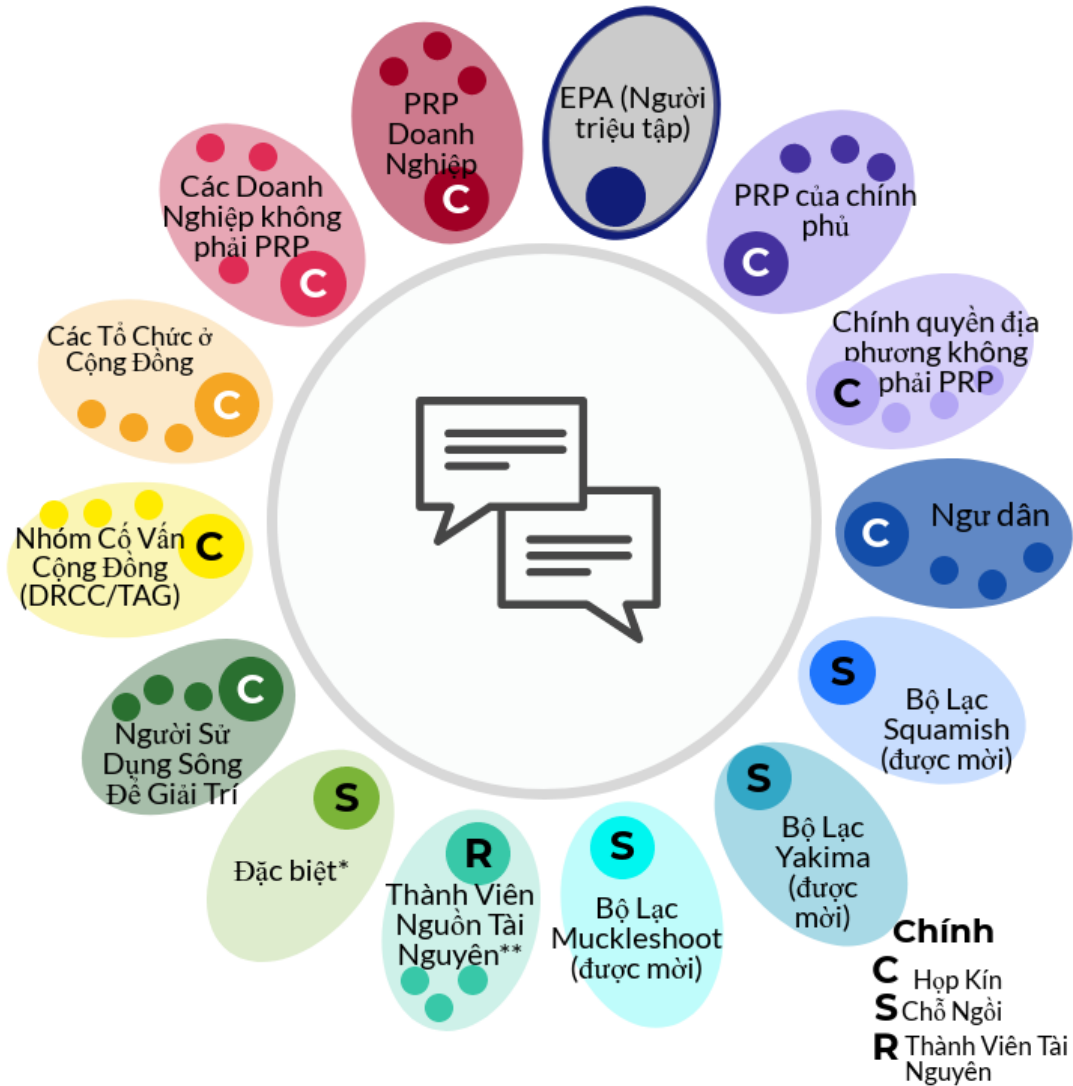 EPA (Người
triệu tập)
PRP của chính
phủ
C
Chính quyền địa
phương không
phải PRP
C
Ngư dân
C
S
Bộ Lạc
Squamish
(được mời)
S
Bộ Lạc
Yakima
(được
mời)
S
Bộ Lạc
Muckleshoot
(được mời)
R
Thành Viên
Nguồn Tài
Nguyên**
S
Đặc biệt*
C
Người Sử
Dụng Sông
Để Giải Trí
Nhóm Cố Vấn
Cộng Đồng
(DRCC/TAG)
C
Các Tổ Chức ở
Cộng Đồng
C
Các Doanh
Nghiệp không
phải PRP
C
PRP
Doanh
Nghiệp
C
Chính
C Họp Kín
S Chỗ Ngồi
R Thành Viên Tài
Nguyên